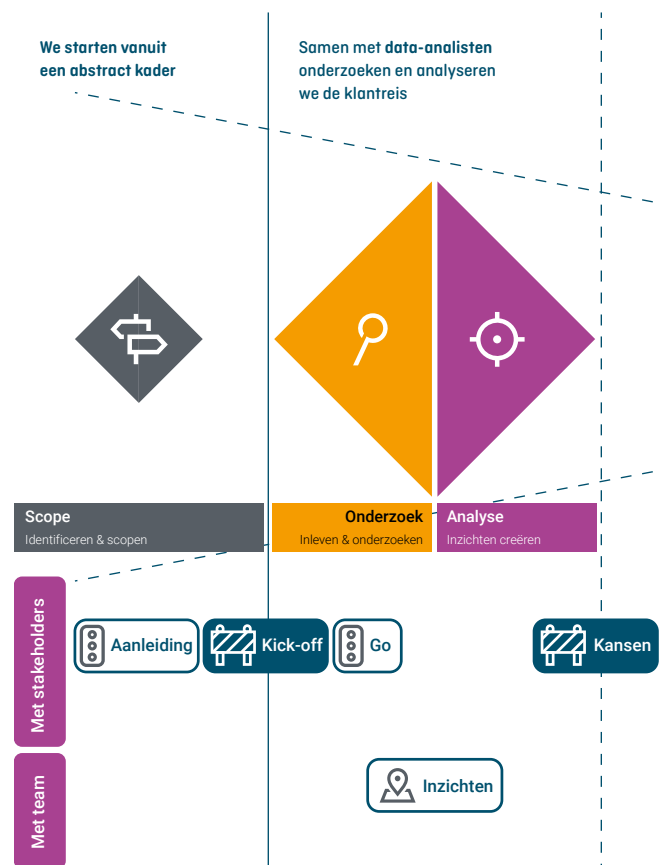 We starten vanuit
een abstract kader
Samen met data-analisten
onderzoeken en analyseren
we de klantreis
Scope
Identificeren & scopen
Onderzoek
Inleven & onderzoeken
Analyse
Inzichten creëren
Met stakeholders
Aanleiding
Kick-off
Go
Kansen
Met team
Inzichten